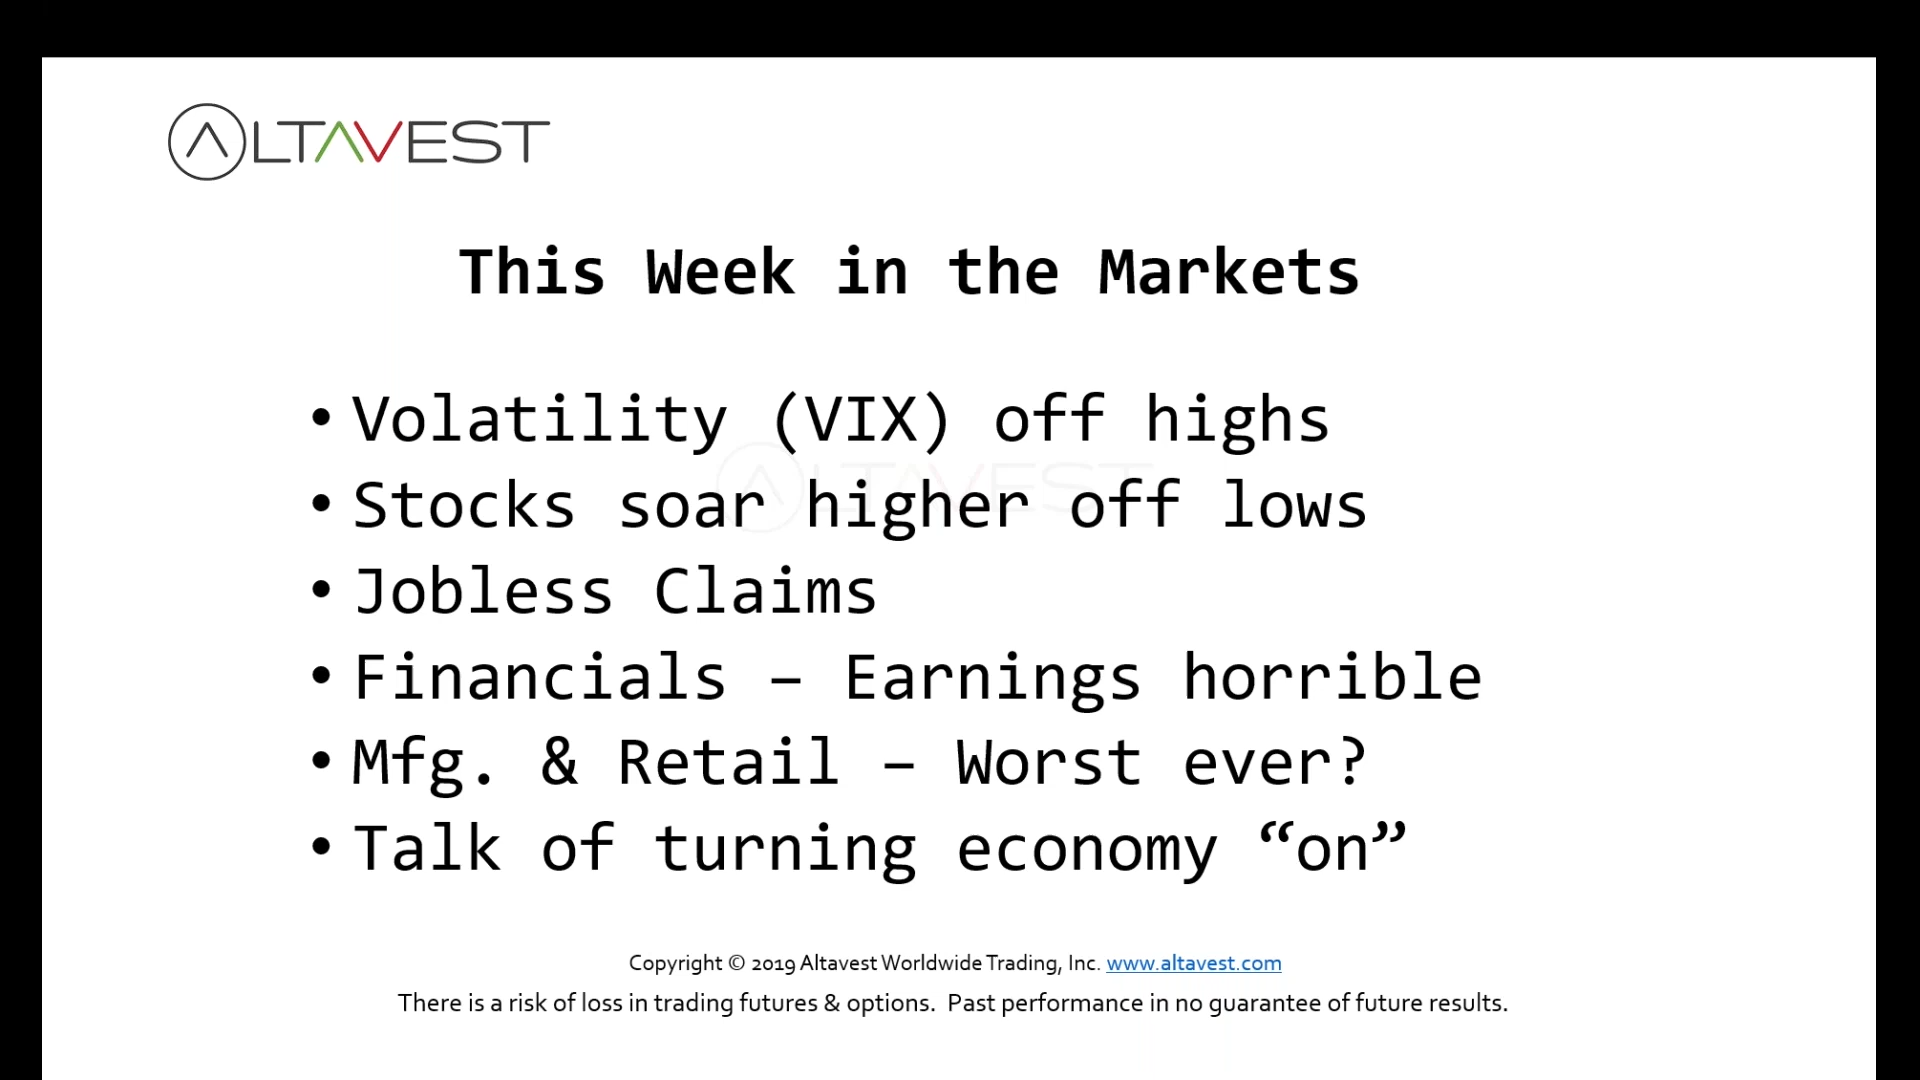 ALTAVEST
This Week in the Markets
• Volatility (VIX) off highs
• Stocks soar higher off lows
ALTAVEST
• Jobless Claims
• Financials – Earnings horrible
• Mfg. & Retail – Worst ever?
• Talk of turning economy “on”
Copyright © 2019 Altavest Worldwide Trading, Inc. www.altavest.com
There is a risk of loss in trading futures & options. Past performance in no guarantee of future results.